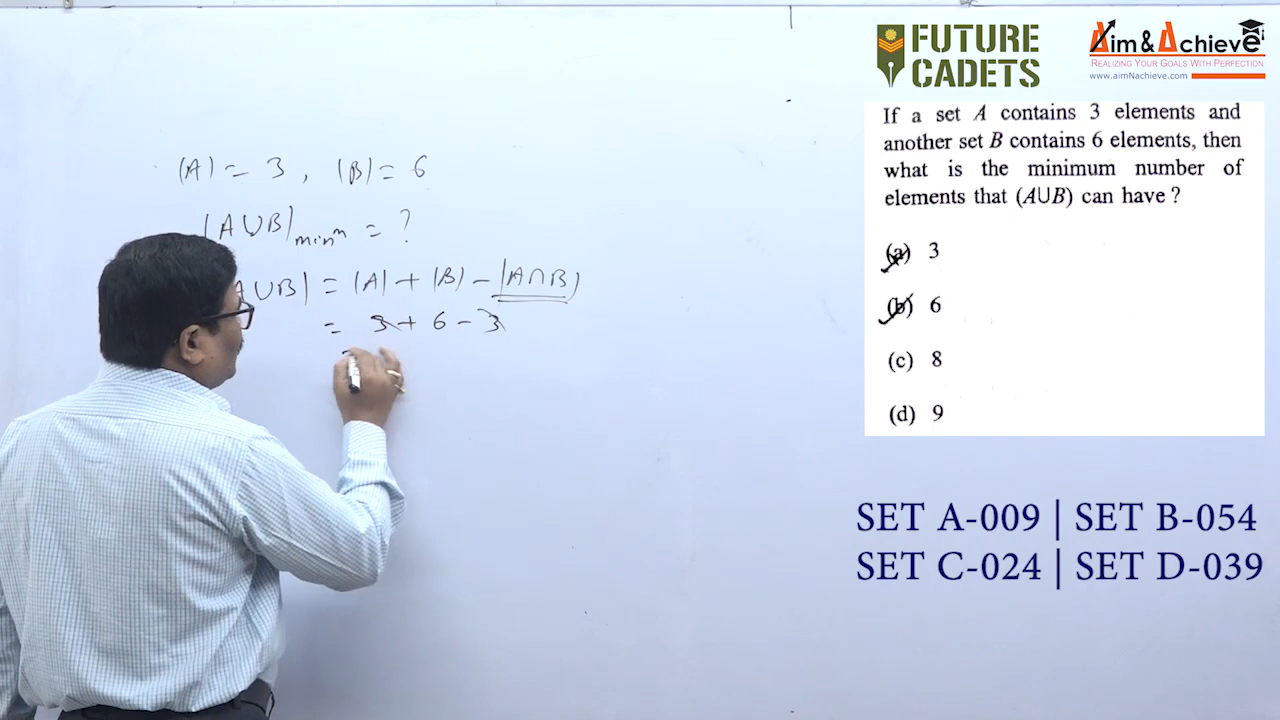 FUTURE
CADETS
Aim & Achieve
REALIZING YOUR GOALS WITH PERFECTION
www.aimNachieve.com
If a set A contains 3 elements and
another set B contains 6 elements, then
what is the minimum number of
elements that (A∪B) can have ?
(a) 3
(b) 6
(c) 8
(d) 9
SET A-009 | SET B-054
SET C-024 | SET D-039
|A| = 3 , |B| = 6
|A∪B| minm = ?
A∪B| = |A| + |B| - |A∩B|
= 3 + 6 - 3